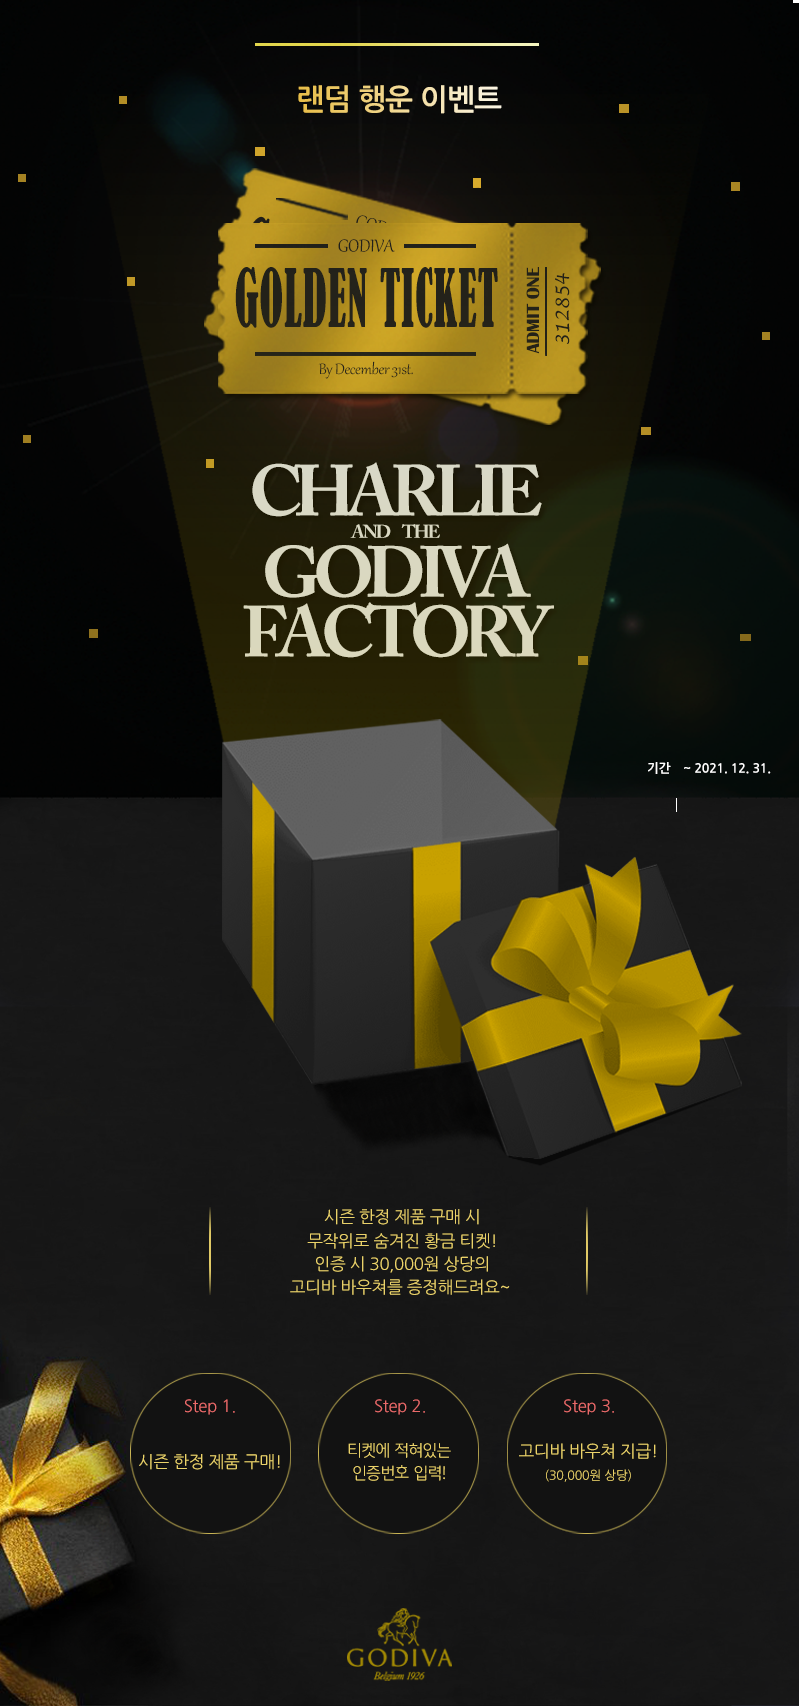 랜덤 행운 이벤트
GODIVA
GOLDEN TICKET
By December 31st.
ADMIT ONE
312854
CHARLIE
AND THE
GODIVA
FACTORY
기간 ~ 2021. 12. 31.
시즌 한정 제품 구매 시
무작위로 숨겨진 황금 티켓!
인증 시 30,000원 상당의
고디바 바우쳐를 증정해드려요~
Step 1.
시즌 한정 제품 구매!
Step 2.
티켓에 적혀있는
인증번호 입력!
Step 3.
고디바 바우쳐 지급!
(30,000원 상당)
GODIVA
Belgium 1926